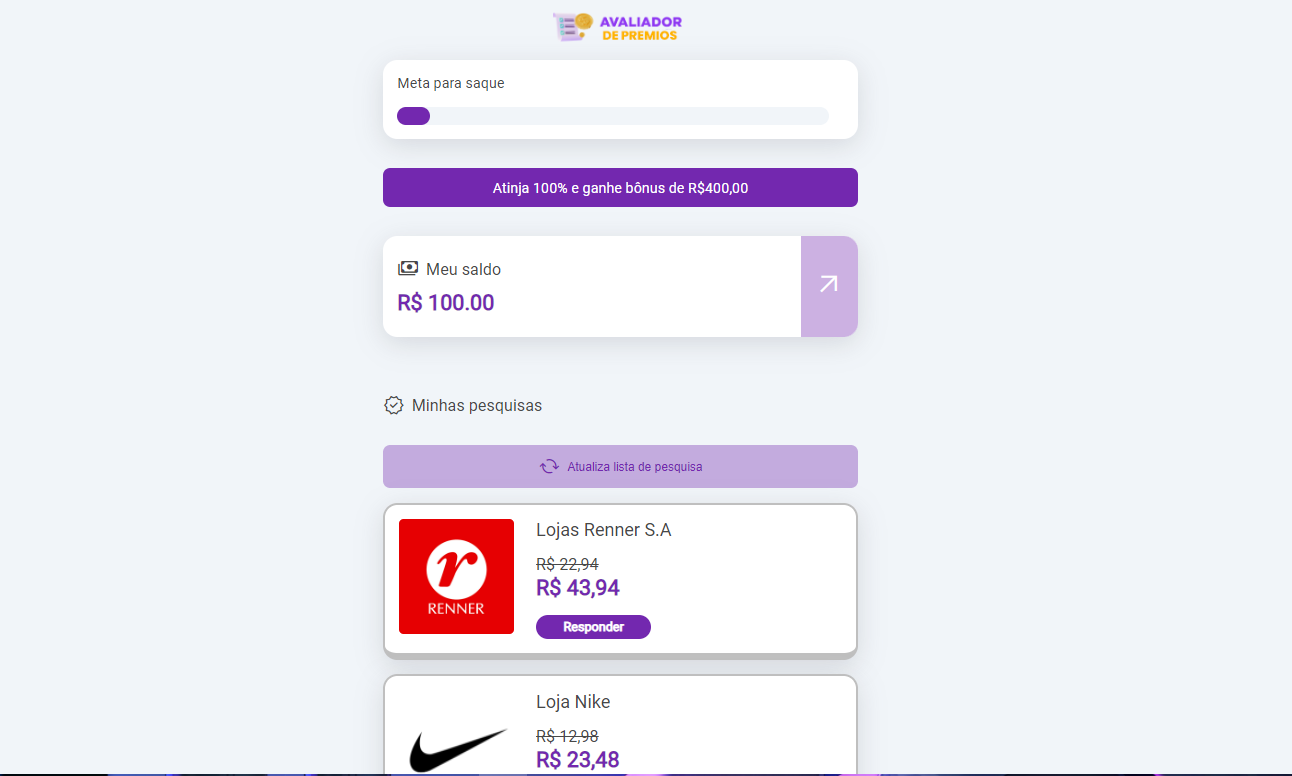 AVALIADOR
DE PREMIOS
Meta para saque
Atinja 100% e ganhe bônus de R$400,00
Meu saldo
R$ 100.00
Minhas pesquisas
Atualiza lista de pesquisa
Lojas Renner S.A
R$ 22,94
R$ 43,94
RENNER
Responder
Loja Nike
R$ 12,98
R$ 23,48